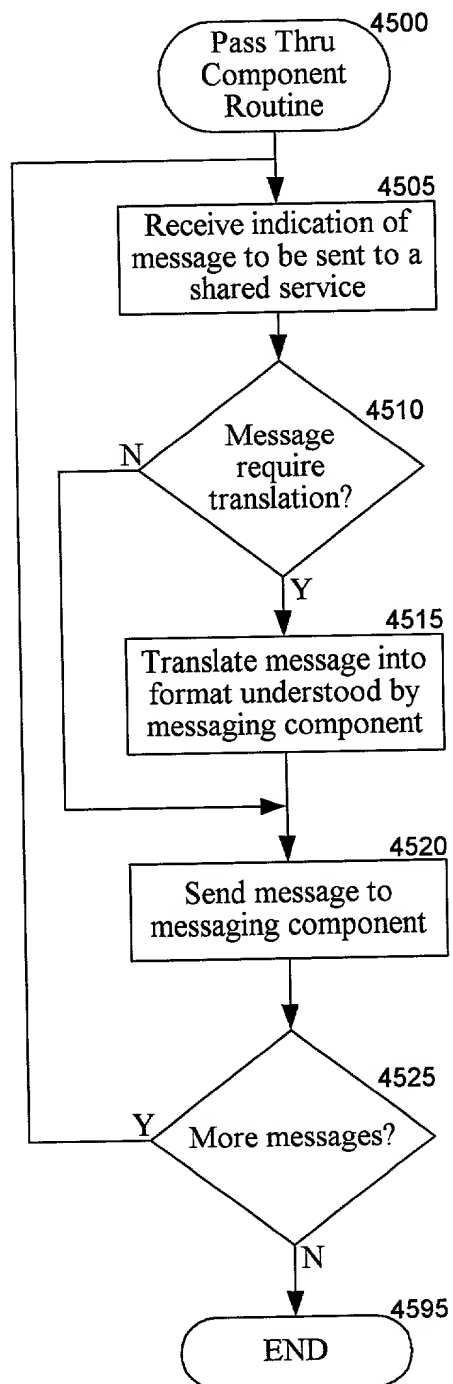 4500
Pass Thru
Component
Routine
4505
Receive indication of
message to be sent to a
shared service
4510
Message
require
translation?
N
Y
4515
Translate message into
format understood by
messaging component
4520
Send message to
messaging component
4525
More messages?
Y
N
4595
END